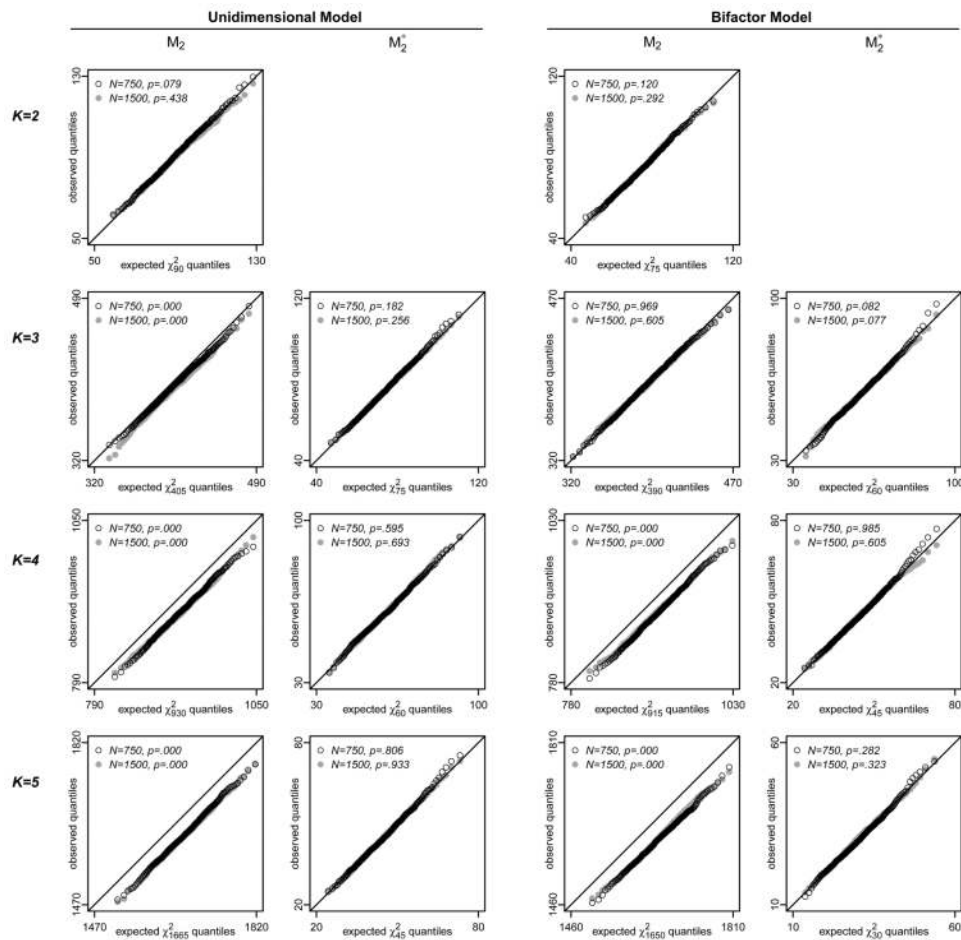 Unidimensional Model
Bifactor Model
M2
M2*
M2
M2*
K=2
130
N=750, p=.079
N=1500, p=.438
observed quantiles
50
50
expected χ²90 quantiles
130
120
N=750, p=.120
N=1500, p=.292
observed quantiles
40
40
expected χ²75 quantiles
120
K=3
490
N=750, p=.000
N=1500, p=.000
observed quantiles
320
320
expected χ²405 quantiles
490
120
N=750, p=.182
N=1500, p=.256
observed quantiles
40
40
expected χ²75 quantiles
120
470
N=750, p=.969
N=1500, p=.605
observed quantiles
320
320
expected χ²390 quantiles
470
100
N=750, p=.082
N=1500, p=.077
observed quantiles
30
30
expected χ²60 quantiles
100
K=4
1050
N=750, p=.000
N=1500, p=.000
observed quantiles
790
790
expected χ²930 quantiles
1050
100
N=750, p=.595
N=1500, p=.693
observed quantiles
30
30
expected χ²60 quantiles
100
1030
N=750, p=.000
N=1500, p=.000
observed quantiles
780
780
expected χ²915 quantiles
1030
80
N=750, p=.985
N=1500, p=.605
observed quantiles
20
20
expected χ²45 quantiles
80
K=5
1820
N=750, p=.000
N=1500, p=.000
observed quantiles
1470
1470
expected χ²1665 quantiles
1820
80
N=750, p=.806
N=1500, p=.933
observed quantiles
20
20
expected χ²45 quantiles
80
1810
N=750, p=.000
N=1500, p=.000
observed quantiles
1460
1460
expected χ²1650 quantiles
1810
60
N=750, p=.282
N=1500, p=.323
observed quantiles
10
10
expected χ²30 quantiles
60